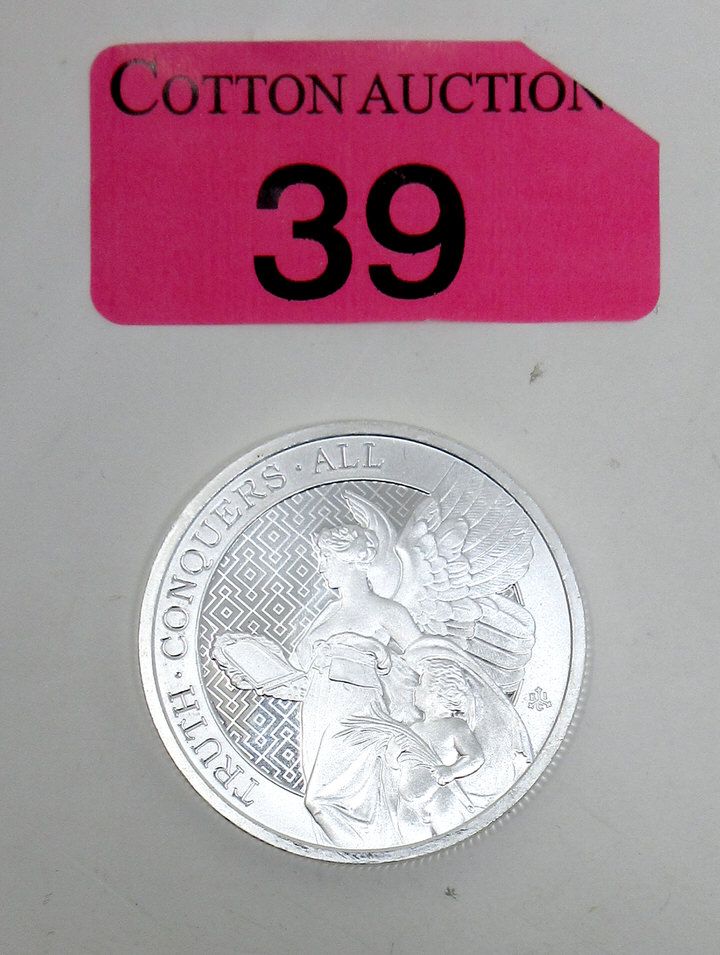 COTTON AUCTION
39
TRUTH · CONQUERS · ALL